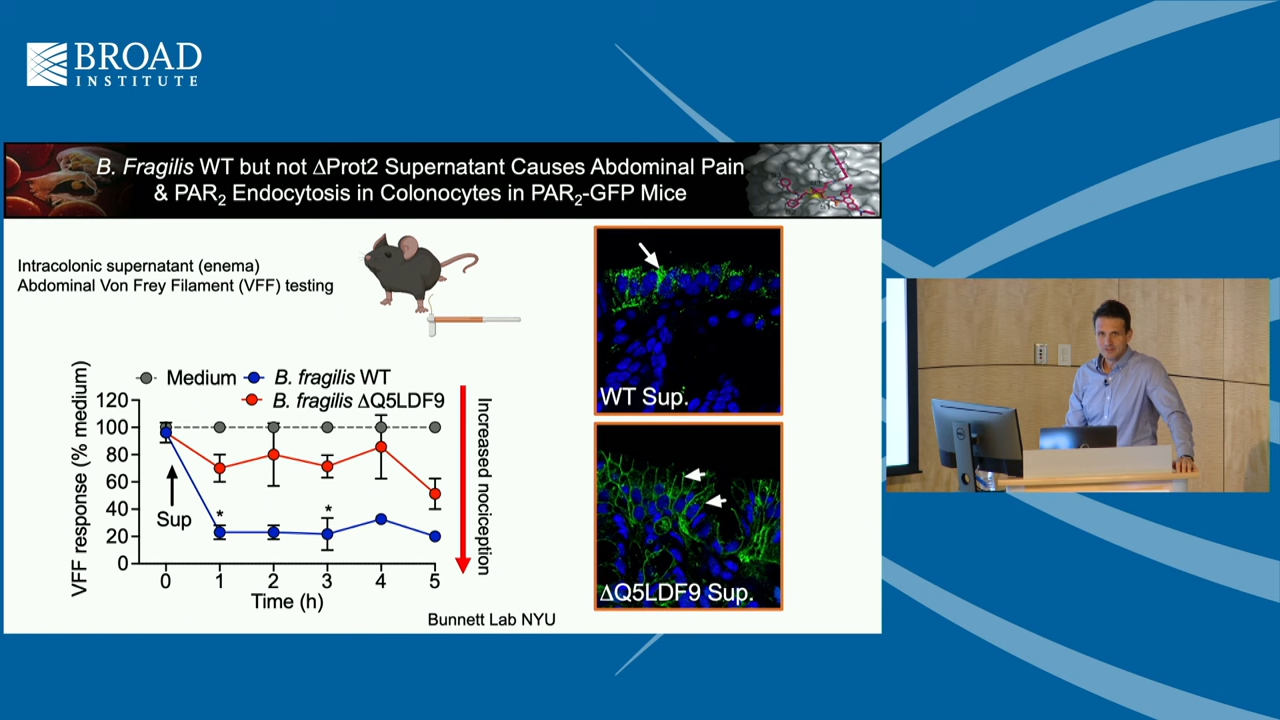 BROAD
INSTITUTE
B. Fragilis WT but not ΔProt2 Supernatant Causes Abdominal Pain
& PAR₂ Endocytosis in Colonocytes in PAR₂-GFP Mice
Intracolonic supernatant (enema)
Abdominal Von Frey Filament (VFF) testing
Medium
B. fragilis WT
B. fragilis ΔQ5LDF9
VFF response (% medium)
120
100
80
60
40
20
0
Sup
*
*
0 1 2 3 4 5
Time (h)
Increased nociception
WT Sup.
ΔQ5LDF9 Sup.
Bunnett Lab NYU